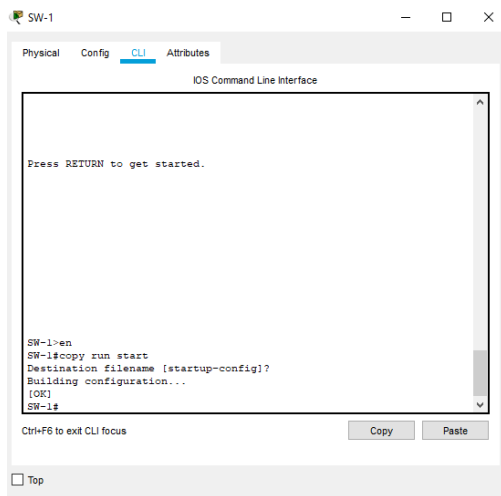 SW-1
Physical Config CLI Attributes
IOS Command Line Interface
Press RETURN to get started.
SW-1>en
SW-1#copy run start
Destination filename [startup-config]?
Building configuration...
[OK]
SW-1#
Ctrl+F6 to exit CLI focus
Copy Paste
Top